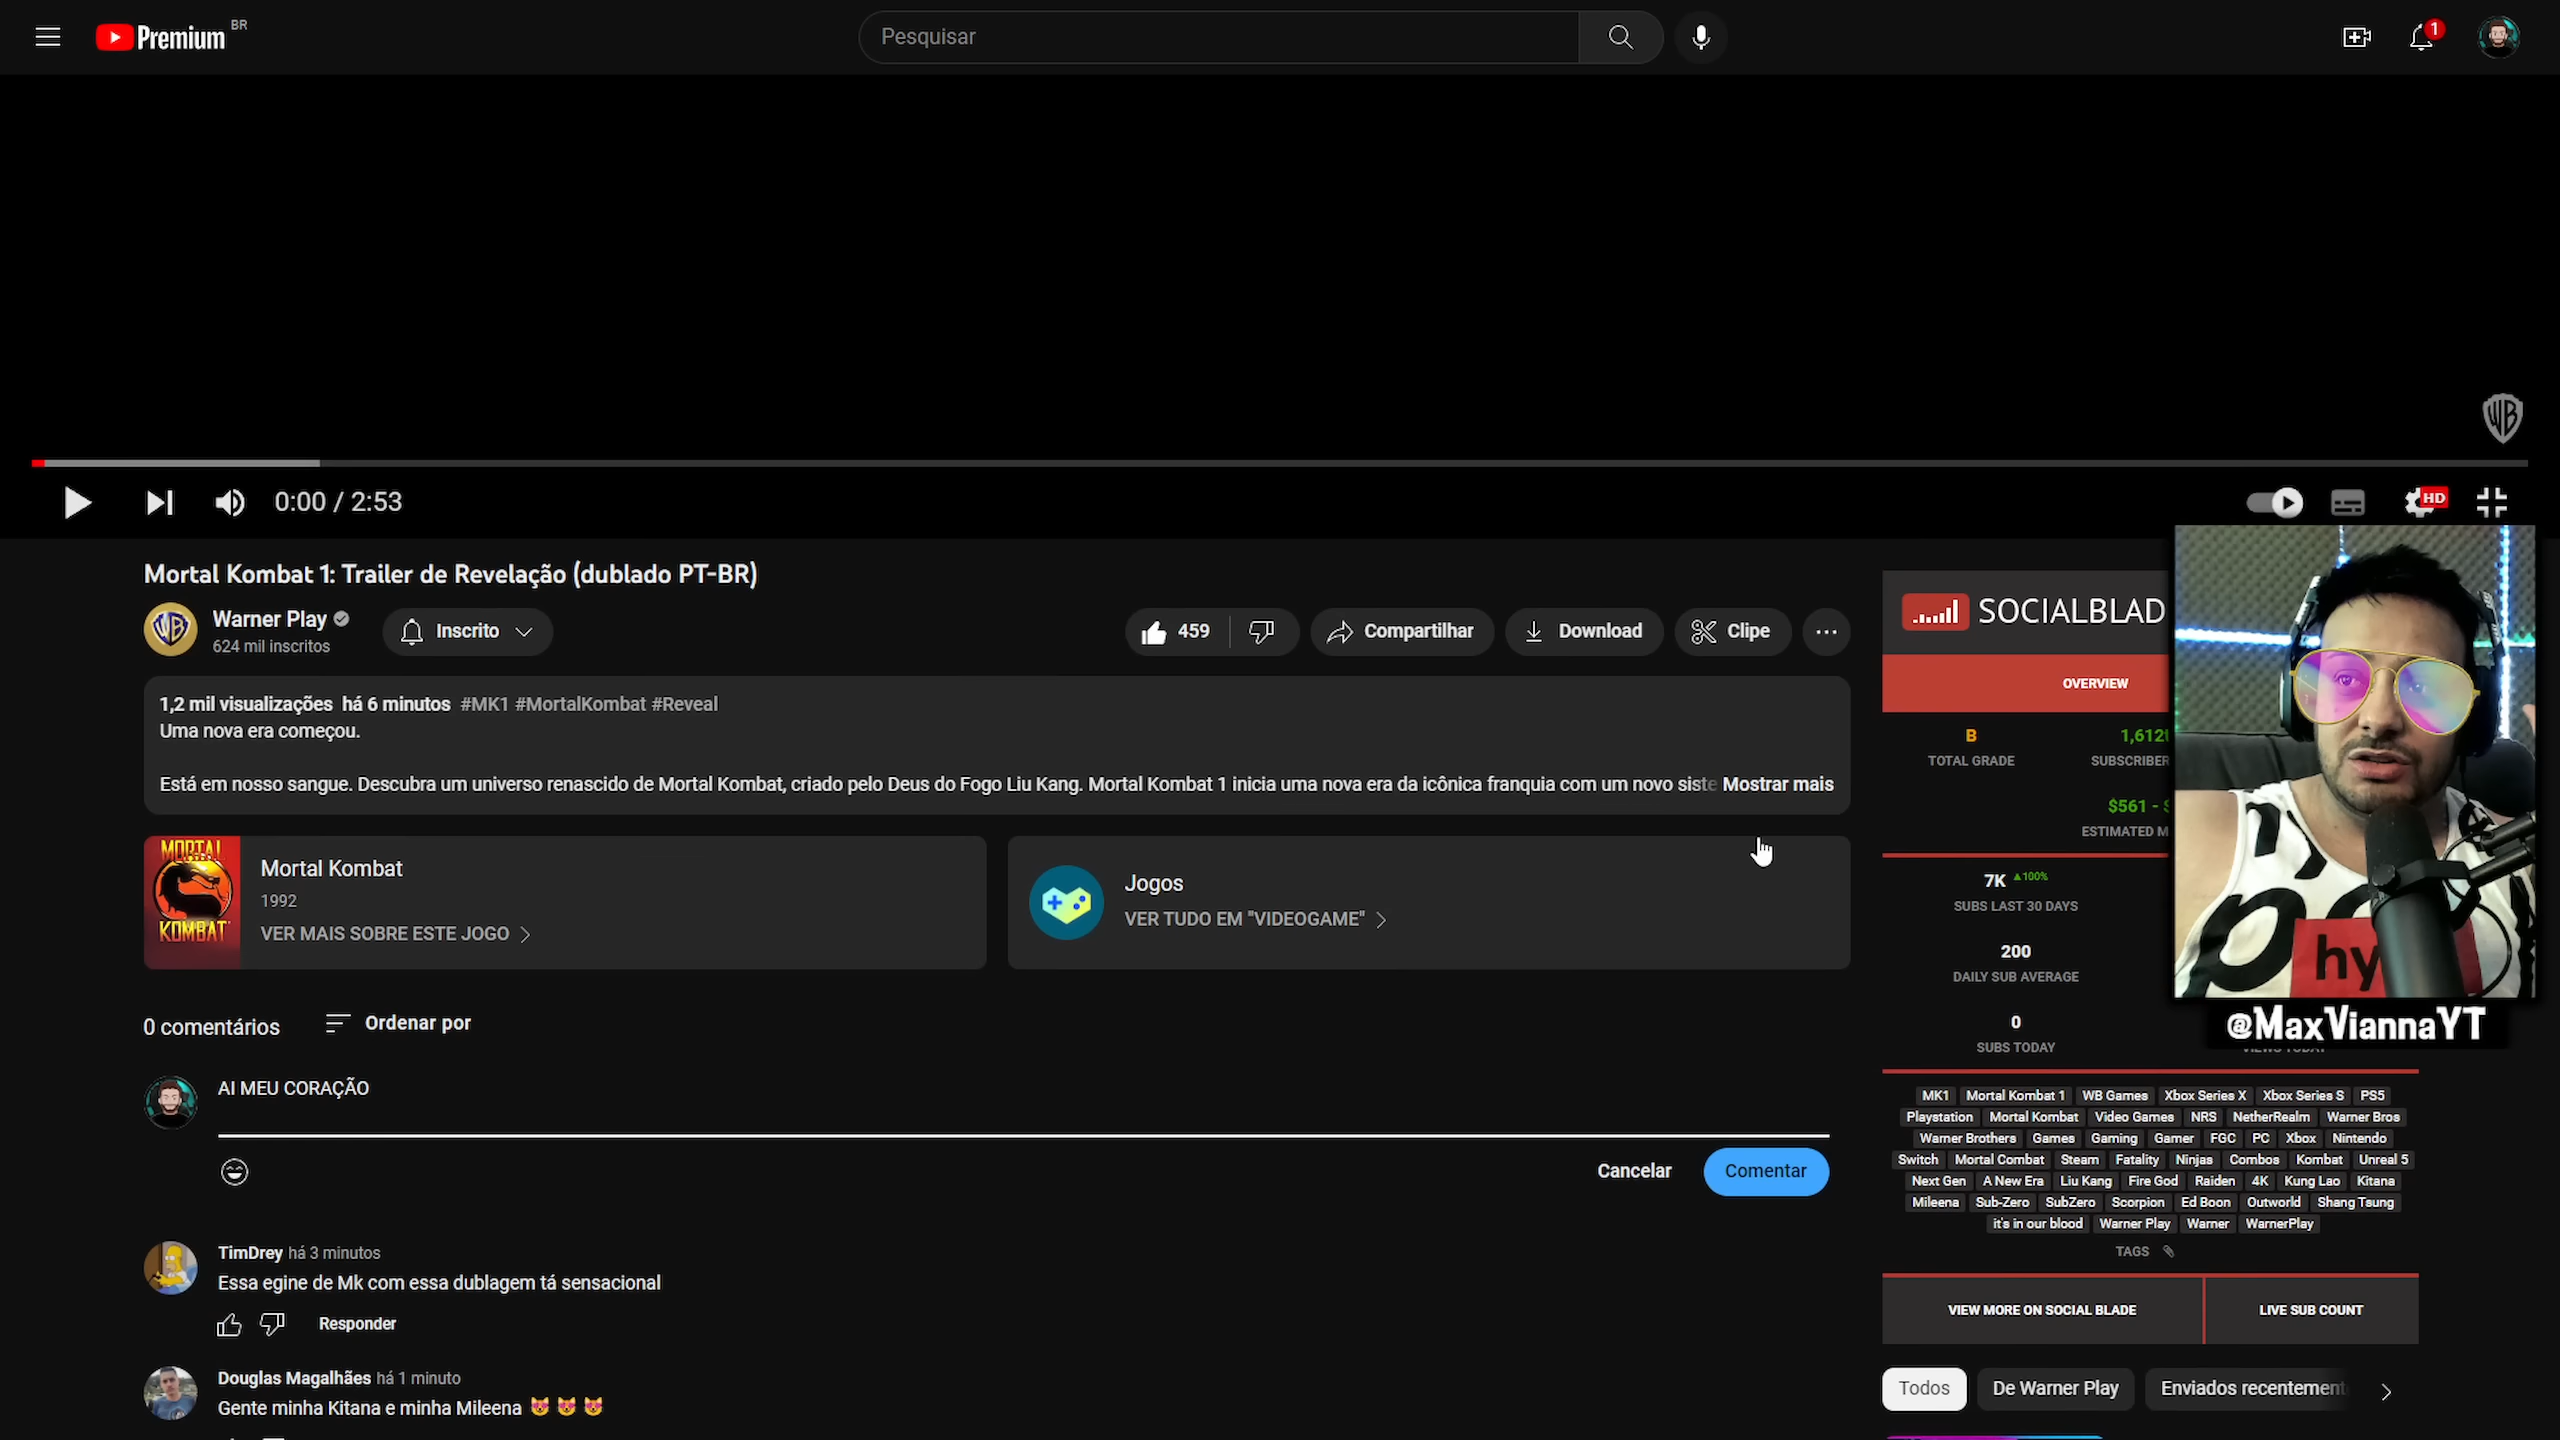 Premium BR
Pesquisar
1
0:00 / 2:53
HD
Mortal Kombat 1: Trailer de Revelação (dublado PT-BR)
Warner Play
624 mil inscritos
Inscrito
459
Compartilhar
Download
Clipe
1,2 mil visualizações há 6 minutos #MK1 #MortalKombat #Reveal
Uma nova era começou.
Está em nosso sangue. Descubra um universo renascido de Mortal Kombat, criado pelo Deus do Fogo Liu Kang. Mortal Kombat 1 inicia uma nova era da icônica franquia com um novo siste Mostrar mais
MORTAL
KOMBAT
Mortal Kombat
1992
VER MAIS SOBRE ESTE JOGO
Jogos
VER TUDO EM "VIDEOGAME"
0 comentários
Ordenar por
AI MEU CORAÇÃO
Cancelar
Comentar
TimDrey há 3 minutos
Essa egine de Mk com essa dublagem tá sensacional
Responder
Douglas Magalhães há 1 minuto
Gente minha Kitana e minha Mileena 😻 😻 😻
SOCIALBLAD
OVERVIEW
B
TOTAL GRADE
1,612
SUBSCRIBER
$561 -
ESTIMATED M
7K ▲100%
SUBS LAST 30 DAYS
200
DAILY SUB AVERAGE
0
SUBS TODAY
VIEWS TODAY
hy
@MaxViannaYT
MK1 Mortal Kombat 1 WB Games Xbox Series X Xbox Series S PS5
Playstation Mortal Kombat Video Games NRS NetherRealm Warner Bros
Warner Brothers Games Gaming Gamer FGC PC Xbox Nintendo
Switch Mortal Combat Steam Fatality Ninjas Combos Kombat Unreal 5
Next Gen A New Era Liu Kang Fire God Raiden 4K Kung Lao Kitana
Mileena Sub-Zero SubZero Scorpion Ed Boon Outworld Shang Tsung
it's in our blood Warner Play Warner WarnerPlay
TAGS
VIEW MORE ON SOCIAL BLADE
LIVE SUB COUNT
Todos
De Warner Play
Enviados recentement